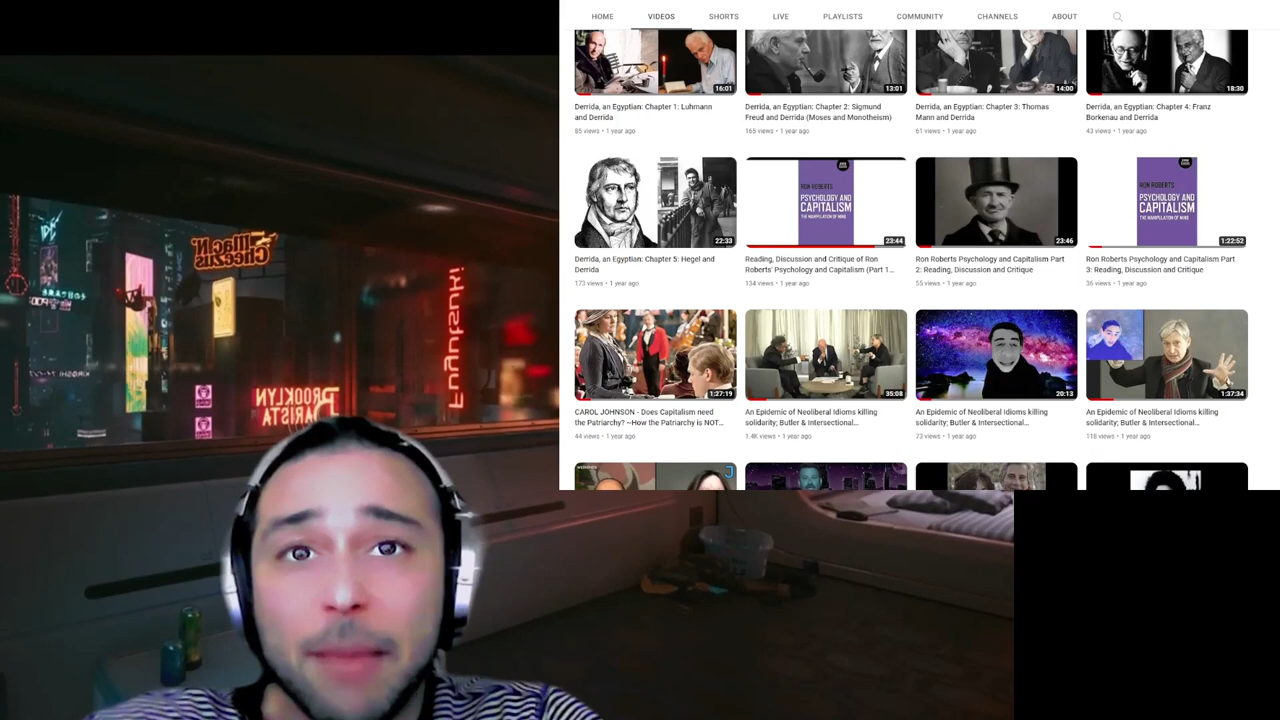 HOME VIDEOS SHORTS LIVE PLAYLISTS COMMUNITY CHANNELS ABOUT
16:01
13:01
14:00
18:30
Derrida, an Egyptian: Chapter 1: Luhmann
and Derrida
85 views • 1 year ago
Derrida, an Egyptian: Chapter 2: Sigmund
Freud and Derrida (Moses and Monotheism)
165 views • 1 year ago
Derrida, an Egyptian: Chapter 3: Thomas
Mann and Derrida
61 views • 1 year ago
Derrida, an Egyptian: Chapter 4: Franz
Borkenau and Derrida
43 views • 1 year ago
22:33
RON ROBERTS
PSYCHOLOGY AND
CAPITALISM
THE MANIPULATION OF MIND
23:44
23:46
RON ROBERTS
PSYCHOLOGY AND
CAPITALISM
THE MANIPULATION OF MIND
1:22:52
Derrida, an Egyptian: Chapter 5: Hegel and
Derrida
173 views • 1 year ago
Reading, Discussion and Critique of Ron
Roberts' Psychology and Capitalism (Part 1...
134 views • 1 year ago
Ron Roberts Psychology and Capitalism Part
2: Reading, Discussion and Critique
55 views • 1 year ago
Ron Roberts Psychology and Capitalism Part
3: Reading, Discussion and Critique
36 views • 1 year ago
1:27:19
35:08
20:13
1:37:34
CAROL JOHNSON - Does Capitalism need
the Patriarchy? –How the Patriarchy is NOT...
44 views • 1 year ago
An Epidemic of Neoliberal Idioms killing
solidarity; Butler & Intersectional...
1.4K views • 1 year ago
An Epidemic of Neoliberal Idioms killing
solidarity; Butler & Intersectional...
73 views • 1 year ago
An Epidemic of Neoliberal Idioms killing
solidarity; Butler & Intersectional...
118 views • 1 year ago
Mac N'
Cheezus
BROOKLYN
BARISTA